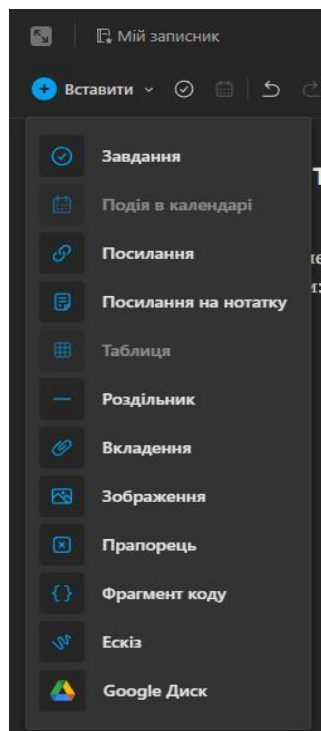 Мій записник
Вставити
Завдання
Подія в календарі
Посилання
Посилання на нотатку
Таблиця
Роздільник
Вкладення
Зображення
Прапорець
Фрагмент коду
Ескіз
Google Диск